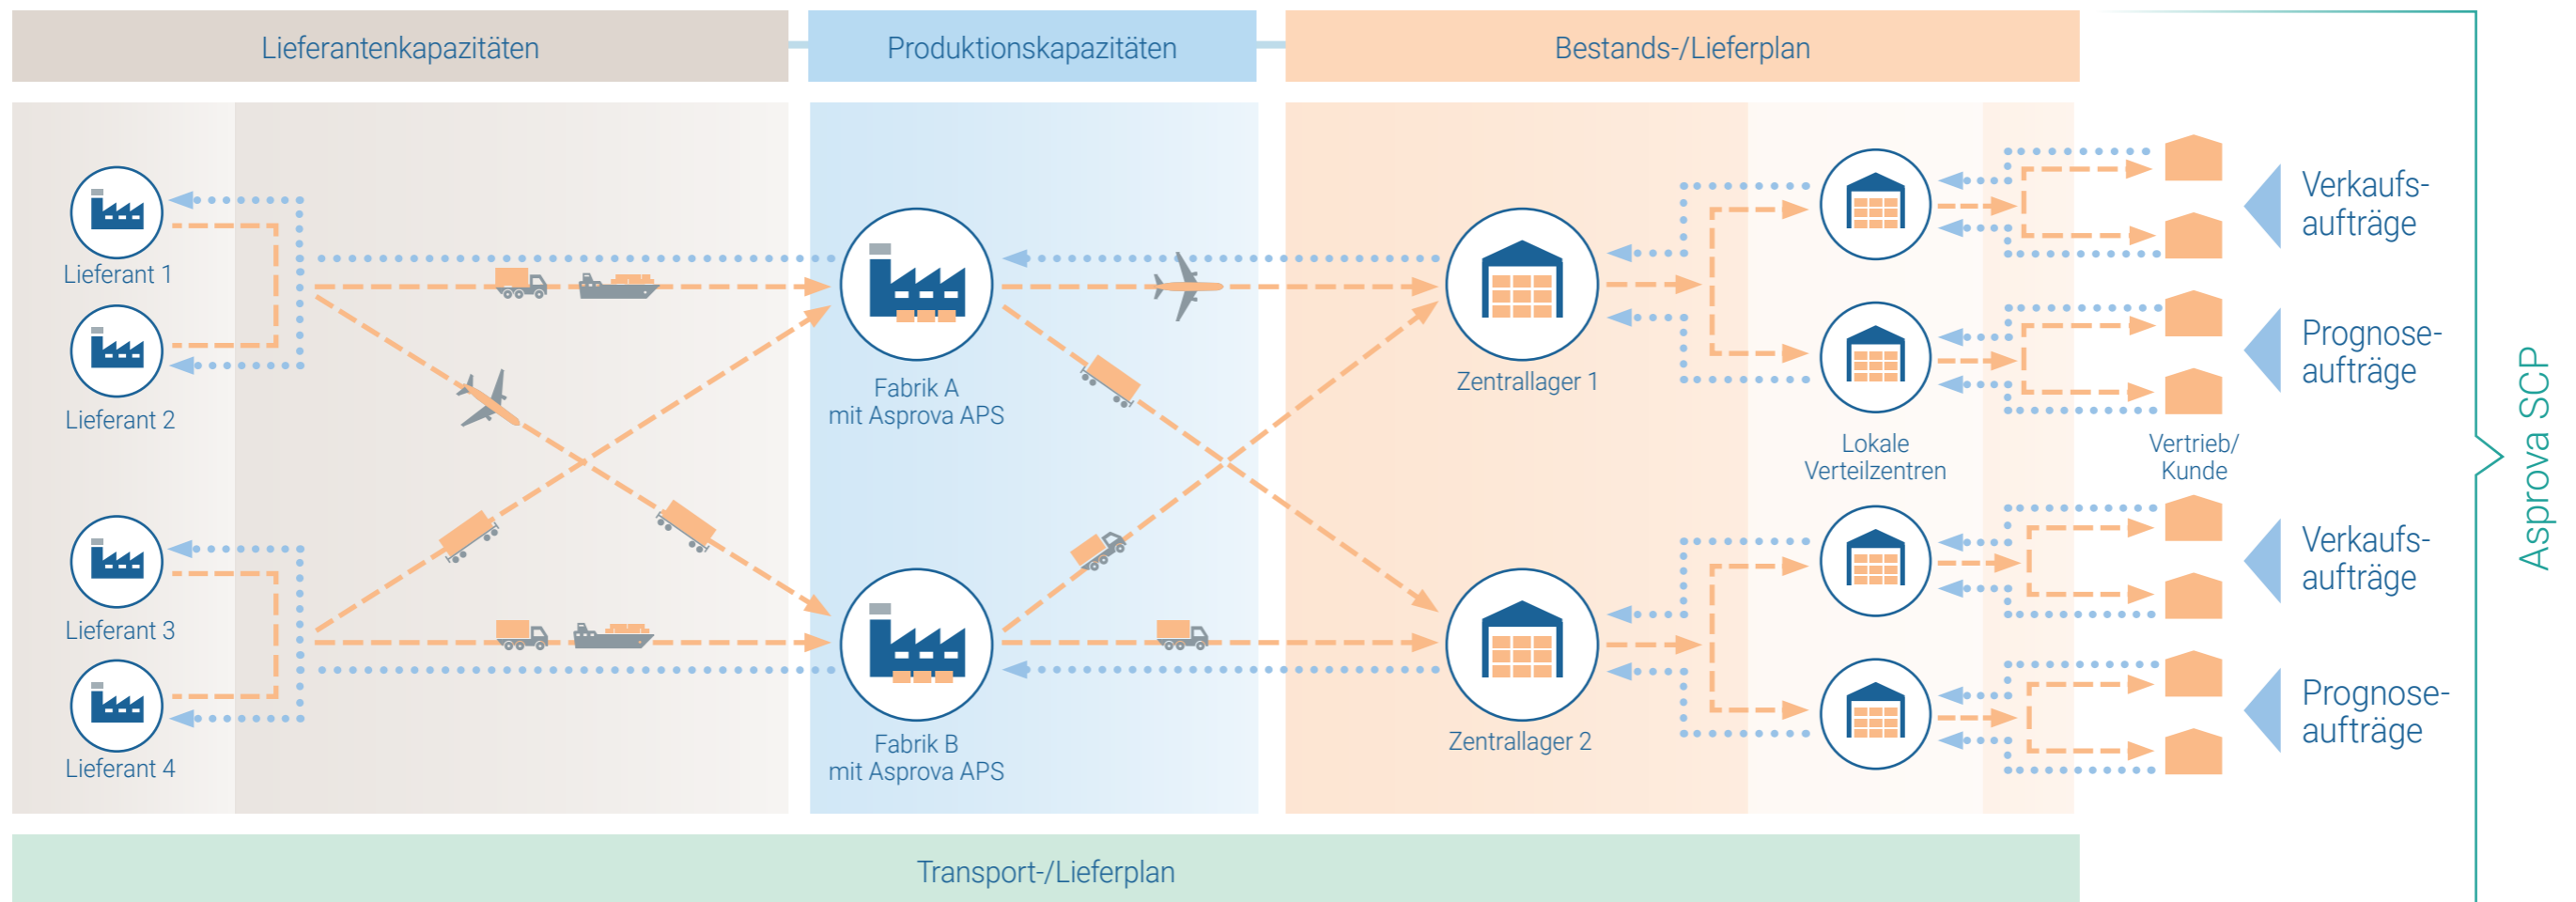 Lieferantenkapazitäten
Produktionskapazitäten
Bestands-/Lieferplan
Lieferant 1
Lieferant 2
Lieferant 3
Lieferant 4
Fabrik A
mit Asprova APS
Fabrik B
mit Asprova APS
Zentrallager 1
Zentrallager 2
Lokale
Verteilzentren
Vertrieb/
Kunde
Verkaufs-
aufträge
Prognose-
aufträge
Verkaufs-
aufträge
Prognose-
aufträge
Asprova SCP
Transport-/Lieferplan